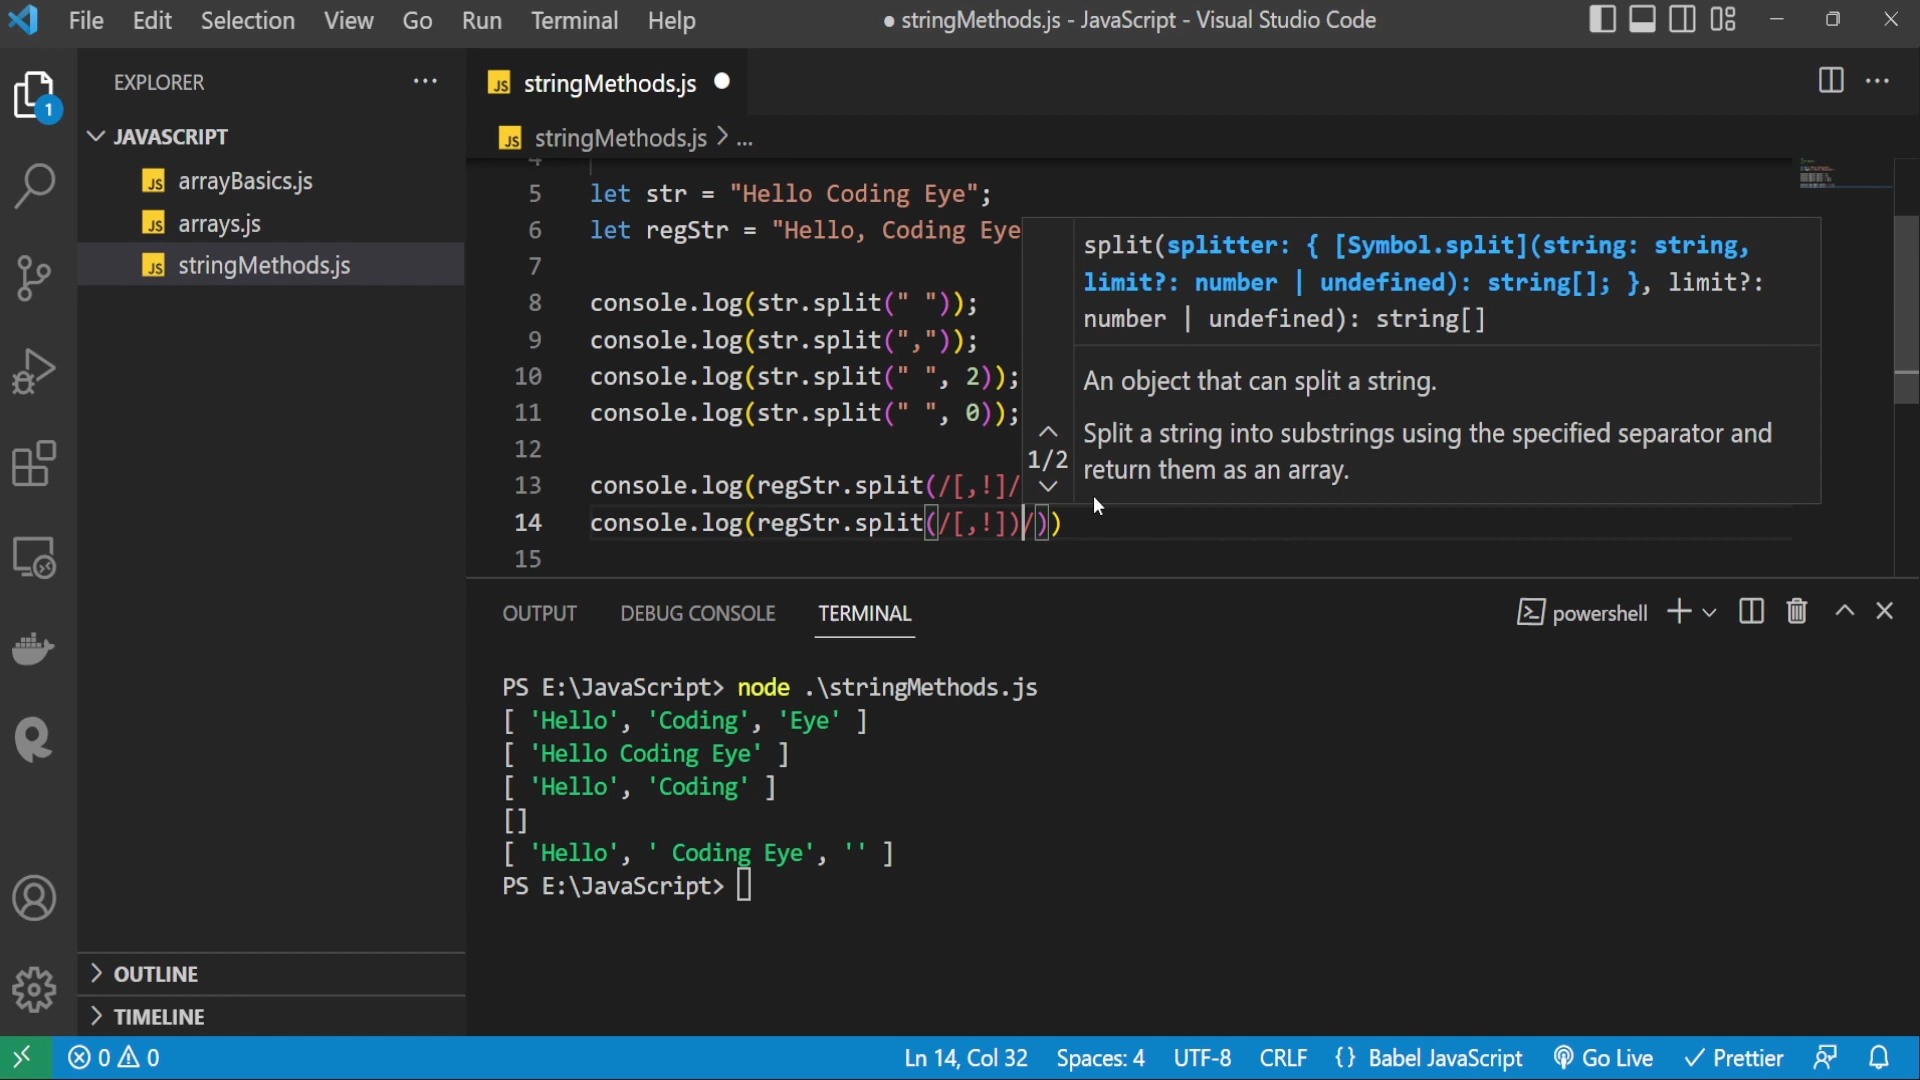 File Edit Selection View Go Run Terminal Help
● stringMethods.js - JavaScript - Visual Studio Code
1
EXPLORER
JAVASCRIPT
JS arrayBasics.js
JS arrays.js
JS stringMethods.js
OUTLINE
TIMELINE
JS stringMethods.js
JS stringMethods.js > ...
4
5 let str = "Hello Coding Eye";
6 let regStr = "Hello, Coding Eye
7
8 console.log(str.split(" "));
9 console.log(str.split(","));
10 console.log(str.split(" ", 2));
11 console.log(str.split(" ", 0));
12
13 console.log(regStr.split(/[,!]/
14 console.log(regStr.split(/[,!])/))
15
1/2
split(splitter: { [Symbol.split](string: string,
limit?: number | undefined): string[]; }, limit?:
number | undefined): string[]
An object that can split a string.
Split a string into substrings using the specified separator and
return them as an array.
OUTPUT DEBUG CONSOLE TERMINAL
powershell
PS E:\JavaScript> node .\stringMethods.js
[ 'Hello', 'Coding', 'Eye' ]
[ 'Hello Coding Eye' ]
[ 'Hello', 'Coding' ]
[]
[ 'Hello', ' Coding Eye', '' ]
PS E:\JavaScript>
0 0 Ln 14, Col 32 Spaces: 4 UTF-8 CRLF {} Babel JavaScript Go Live Prettier